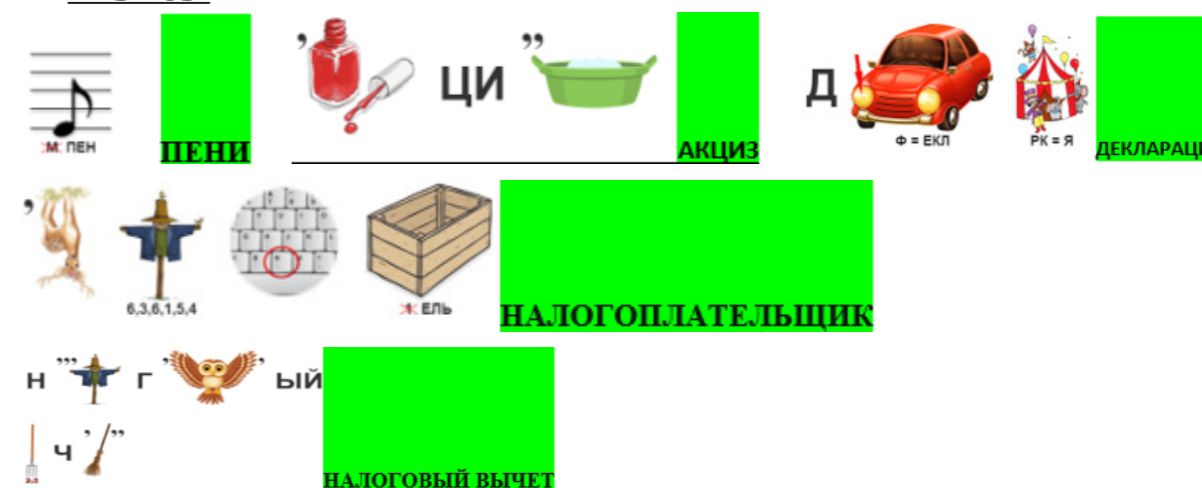 ЦИ
Д
М ПЕН
ПЕНИ
АКЦИЗ
Ф = ЕКЛ
РК = Я
ДЕКЛАРАЦ
6,3,6,1,5,4
ЕЛЬ
НАЛОГОПЛАТЕЛЬЩИК
Н ''' Г ' ' ЫЙ
Ч ' ''
2,3
НАЛОГОВЫЙ ВЫЧЕТ